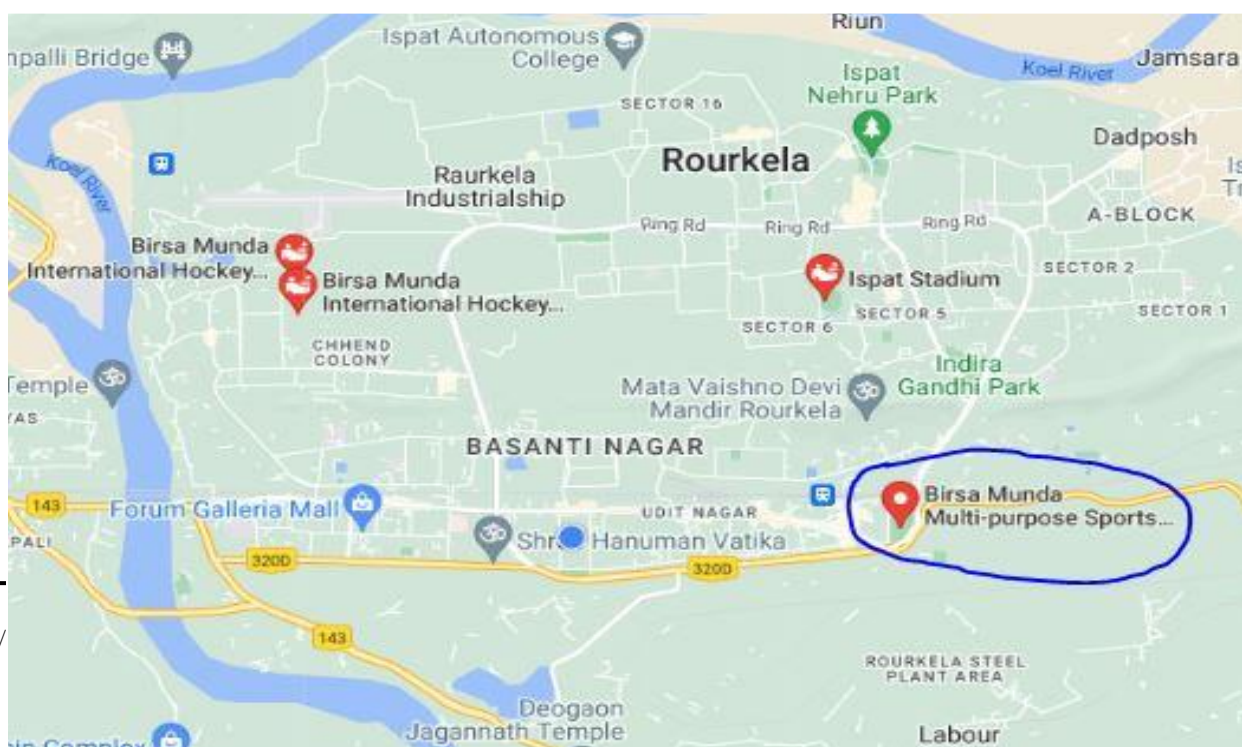 Riun
Ispat Autonomous
College
npalli Bridge
Jamsara
Koel River
Ispat
Nehru Park
SECTOR 16
Dadposh
Rourkela
Koel River
Raurkela
Industrialship
A-BLOCK
Ring Rd
Ring Rd
Ring Rd
Birsa Munda
International Hockey...
Birsa Munda
International Hockey...
Ispat Stadium
SECTOR 2
SECTOR 5
SECTOR 1
SECTOR 6
CHHEND
COLONY
Indira
Gandhi Park
Temple
Mata Vaishno Devi
Mandir Rourkela
YAS
BASANTI NAGAR
143
Forum Galleria Mall
UDIT NAGAR
Birsa Munda
Multi-purpose Sports...
PALI
Hanuman Vatika
320D
320D
143
ROURKELA STEEL
PLANT AREA
Deogaon
Jagannath Temple
Labour